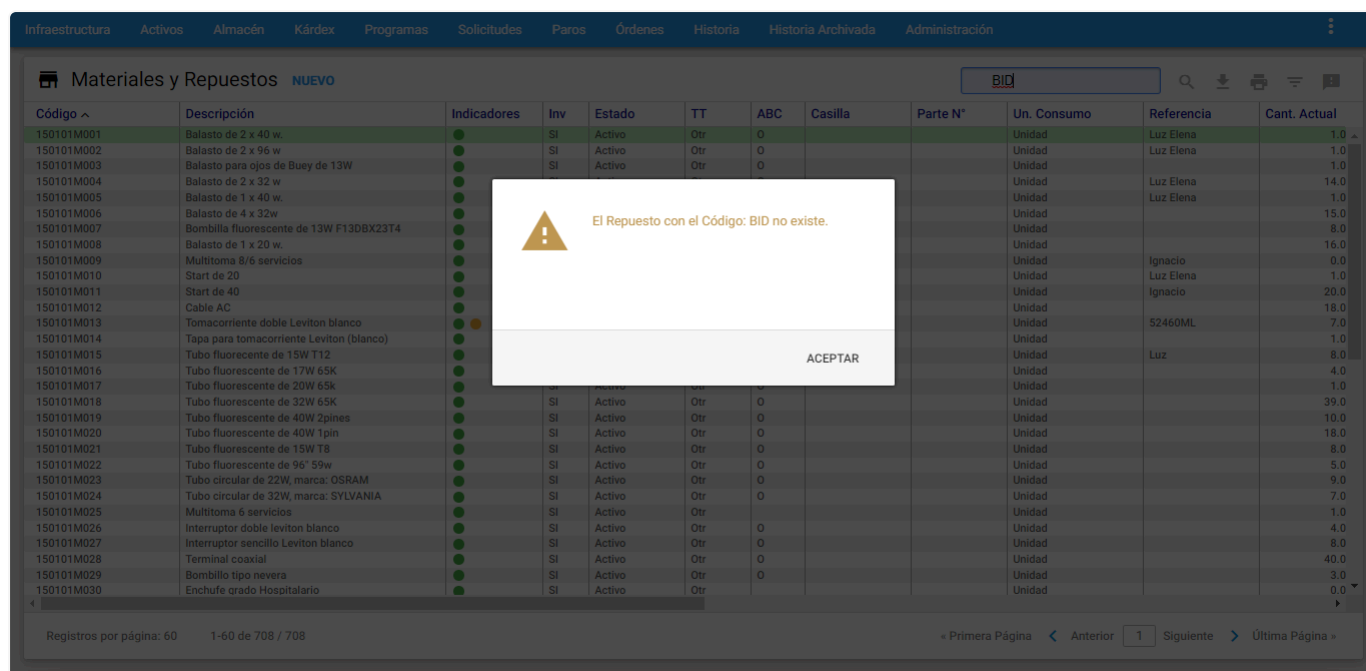 Infraestructura Activos Almacén Kárdex Programas Solicitudes Paros Órdenes Historia Historia Archivada Administración
Materiales y Repuestos NUEVO BID
Código Descripción Indicadores Inv Estado TT ABC Casilla Parte N° Un. Consumo Referencia Cant. Actual
150101M001 Balasto de 2 x 40 w. SI Activo Otr O Unidad Luz Elena 1.0
150101M002 Balasto de 2 x 96 w SI Activo Otr O Unidad Luz Elena 1.0
150101M003 Balasto para ojos de Buey de 13W SI Activo Otr O Unidad 1.0
150101M004 Balasto de 2 x 32 w Unidad Luz Elena 14.0
150101M005 Balasto de 1 x 40 w. Unidad Luz Elena 1.0
150101M006 Balasto de 4 x 32w Unidad 15.0
150101M007 Bombilla fluorescente de 13W F13DBX23T4 Unidad 8.0
150101M008 Balasto de 1 x 20 w. Unidad 16.0
150101M009 Multitoma 8/6 servicios Unidad Ignacio 0.0
150101M010 Start de 20 Unidad Luz Elena 1.0
150101M011 Start de 40 Unidad Ignacio 20.0
150101M012 Cable AC Unidad 18.0
150101M013 Tomacorriente doble Leviton blanco Unidad 52460ML 7.0
150101M014 Tapa para tomacorriente Leviton (blanco) Unidad 1.0
150101M015 Tubo fluorecente de 15W T12 Unidad Luz 8.0
150101M016 Tubo fluorescente de 17W 65K Unidad 4.0
150101M017 Tubo fluorescente de 20W 65k Unidad 1.0
150101M018 Tubo fluorescente de 32W 65K SI Activo Otr O Unidad 39.0
150101M019 Tubo fluorescente de 40W 2pines SI Activo Otr O Unidad 10.0
150101M020 Tubo fluorescente de 40W 1pin SI Activo Otr O Unidad 18.0
150101M021 Tubo fluorescente de 15W T8 SI Activo Otr O Unidad 8.0
150101M022 Tubo fluorescente de 96" 59w SI Activo Otr O Unidad 5.0
150101M023 Tubo circular de 22W, marca: OSRAM SI Activo Otr O Unidad 9.0
150101M024 Tubo circular de 32W, marca: SYLVANIA SI Activo Otr O Unidad 7.0
150101M025 Multitoma 6 servicios SI Activo Otr Unidad 1.0
150101M026 Interruptor doble leviton blanco SI Activo Otr O Unidad 4.0
150101M027 Interruptor sencillo Leviton blanco SI Activo Otr O Unidad 8.0
150101M028 Terminal coaxial SI Activo Otr O Unidad 40.0
150101M029 Bombillo tipo nevera SI Activo Otr O Unidad 3.0
150101M030 Enchufe grado Hospitalario SI Activo Otr Unidad 0.0
El Repuesto con el Código: BID no existe.
ACEPTAR
Registros por página: 60 1-60 de 708 / 708 « Primera Página Anterior 1 Siguiente Última Página »